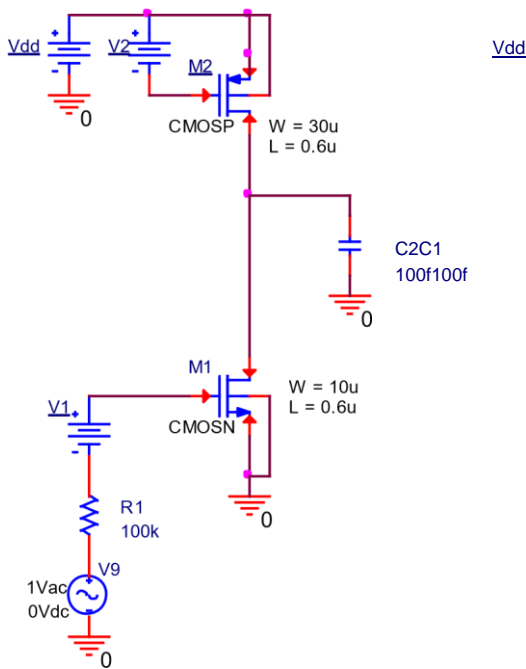 Vdd
V2
Vdd
M2
0
CMOSP
W = 30u
L = 0.6u
C2C1
100f100f
0
M1
V1
W = 10u
L = 0.6u
CMOSN
R1
100k
0
V9
1Vac
0Vdc
0